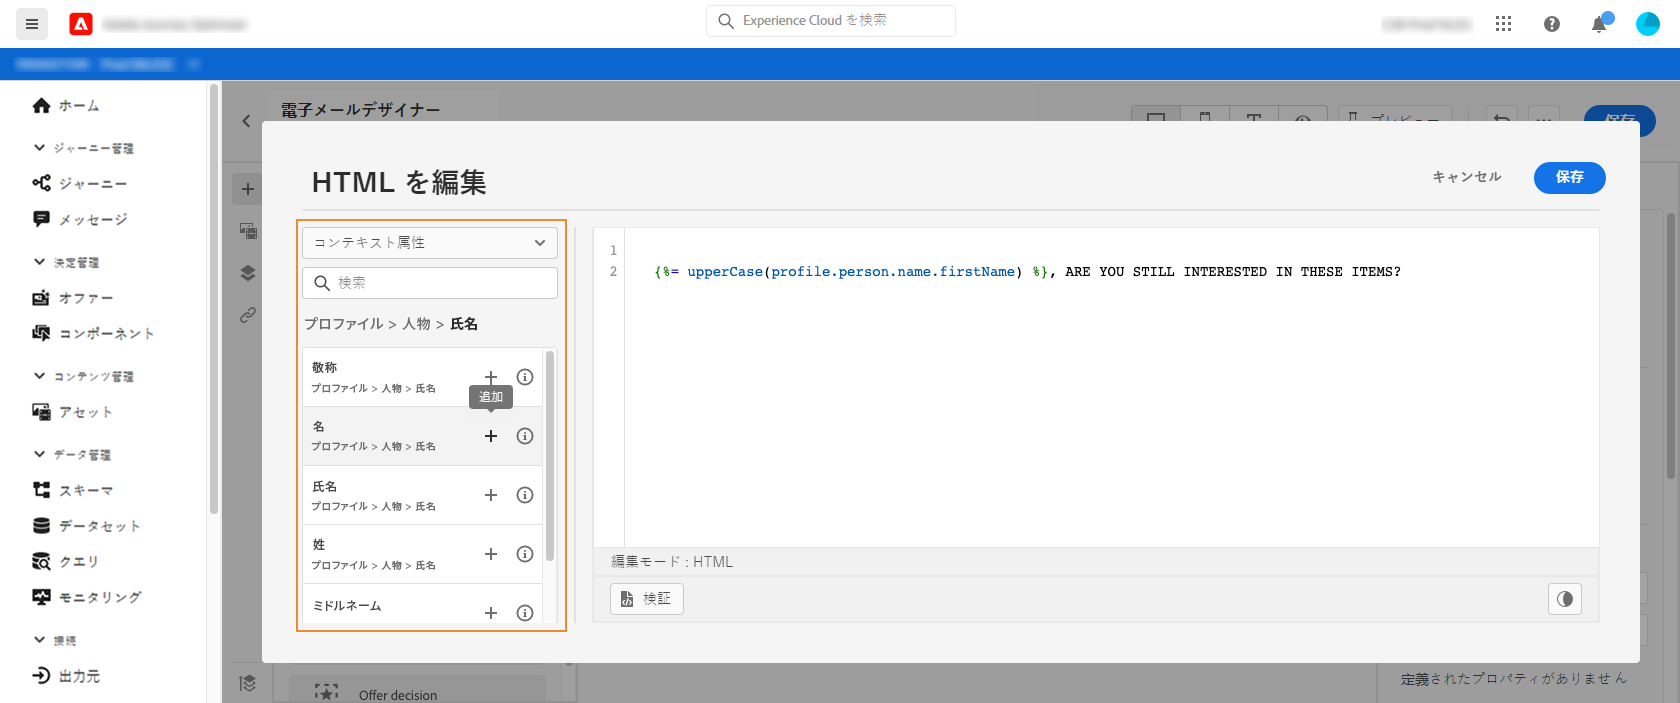 Experience Cloud を検索
ホーム
ジャーニー管理
ジャーニー
メッセージ
決定管理
オファー
コンポーネント
コンテンツ管理
アセット
データ管理
スキーマ
データセット
クエリ
モニタリング
接続
出力元
電子メールデザイナー
プレビュー
保存
HTML を編集
キャンセル
保存
コンテキスト属性
検索
プロファイル > 人物 > 氏名
敬称
プロファイル > 人物 > 氏名
追加
名
プロファイル > 人物 > 氏名
氏名
プロファイル > 人物 > 氏名
姓
プロファイル > 人物 > 氏名
ミドルネーム
1
2 {%= upperCase(profile.person.name.firstName) %}, ARE YOU STILL INTERESTED IN THESE ITEMS?
編集モード : HTML
検証
Offer decision
定義されたプロパティがありません